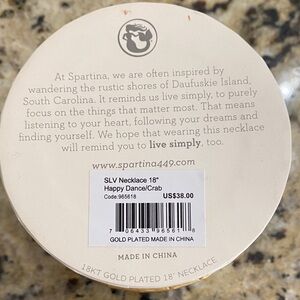 At Spartina, we are often inspired by
wandering the rustic shores of Daufuskie Island,
South Carolina. It reminds us live simply, to purely
focus on the things that matter most. That means
listening to your heart, following your dreams and
finding yourself. We hope that wearing this necklace
will remind you to live simply, too.
www.spartina449.com
SLV Necklace 18"
Happy Dance/Crab
Code:965618 US$38.00
7 06433 96561 8
GOLD PLATED MADE IN CHINA
MADE IN CHINA
18KT GOLD PLATED 18" NECKLACE